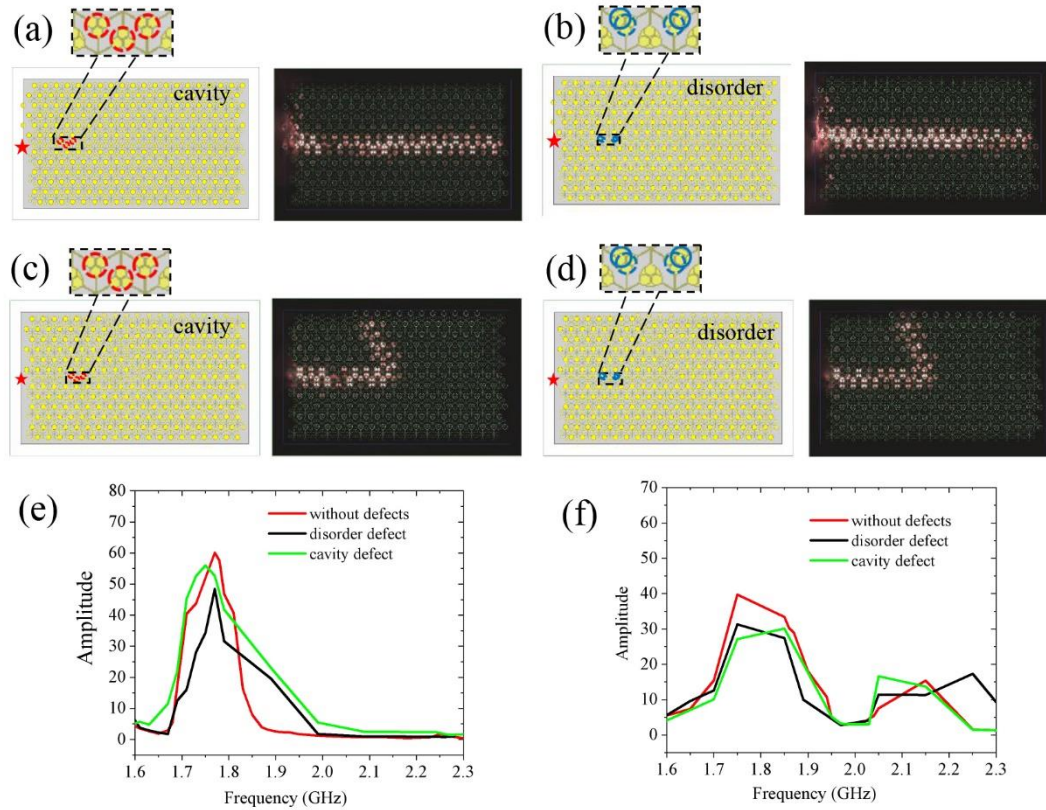 (a)
cavity
(b)
disorder
(c)
cavity
(d)
disorder
(e)
80
70
60
50
40
30
20
10
0
Amplitude
without defects
disorder defect
cavity defect
1.6 1.7 1.8 1.9 2.0 2.1 2.2 2.3
Frequency (GHz)
(f)
70
60
50
40
30
20
10
0
Amplitude
without defects
disorder defect
cavity defect
1.6 1.7 1.8 1.9 2.0 2.1 2.2 2.3
Frequency (GHz)